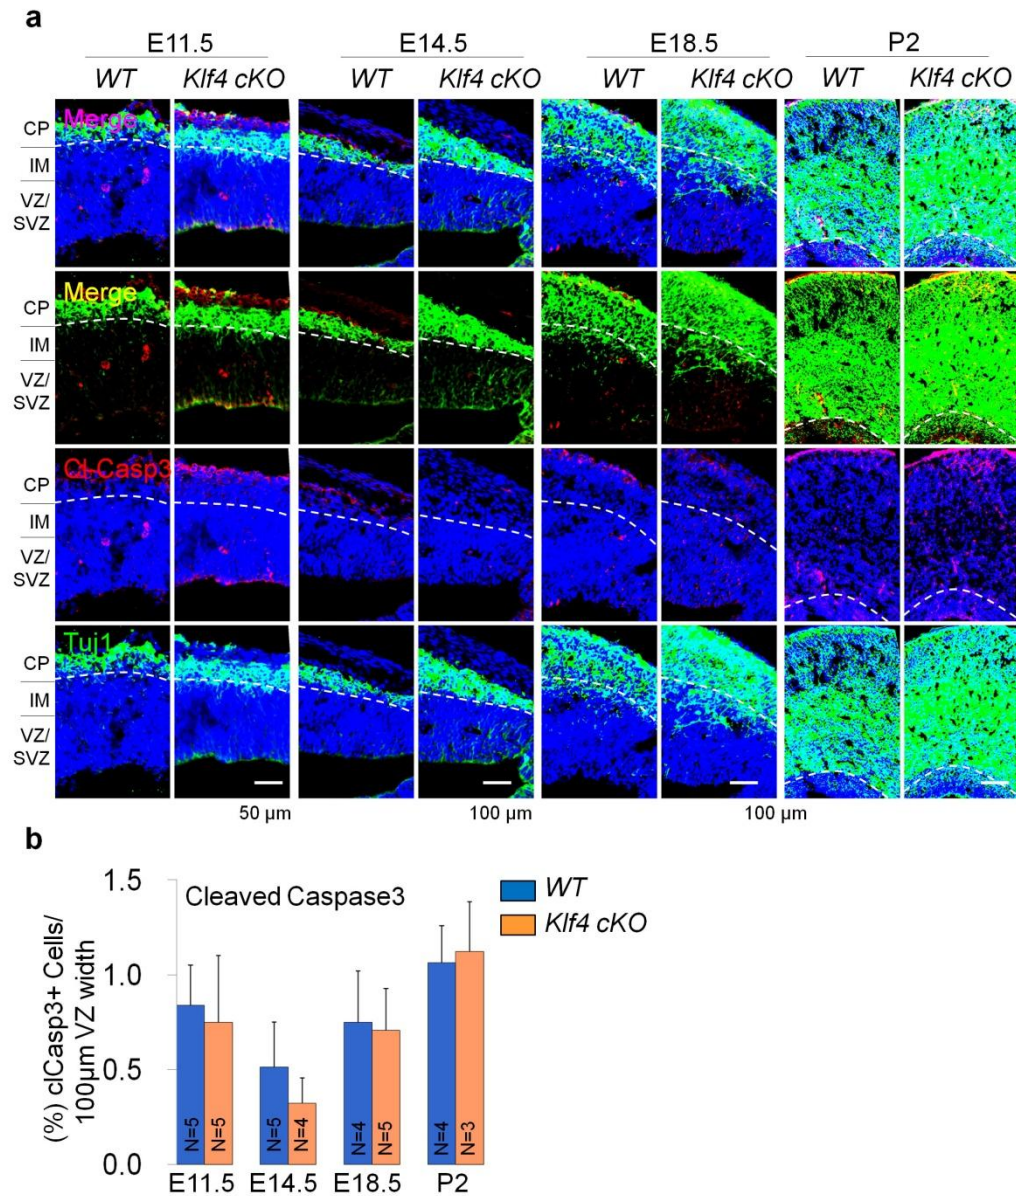 a
E11.5 E14.5 E18.5 P2
WT Klf4 cKO WT Klf4 cKO WT Klf4 cKO WT Klf4 cKO
Merge
CP
IM
VZ/
SVZ
Merge
CP
IM
VZ/
SVZ
Cl-Casp3
CP
IM
VZ/
SVZ
Tuj1
CP
IM
VZ/
SVZ
50 µm 100 µm 100 µm
b
Cleaved Caspase3
WT
Klf4 cKO
(%) clCasp3+ Cells/
100µm VZ width
1.5
1.0
0.5
0.0
N=5 N=5 N=5 N=4 N=4 N=5 N=4 N=3
E11.5 E14.5 E18.5 P2